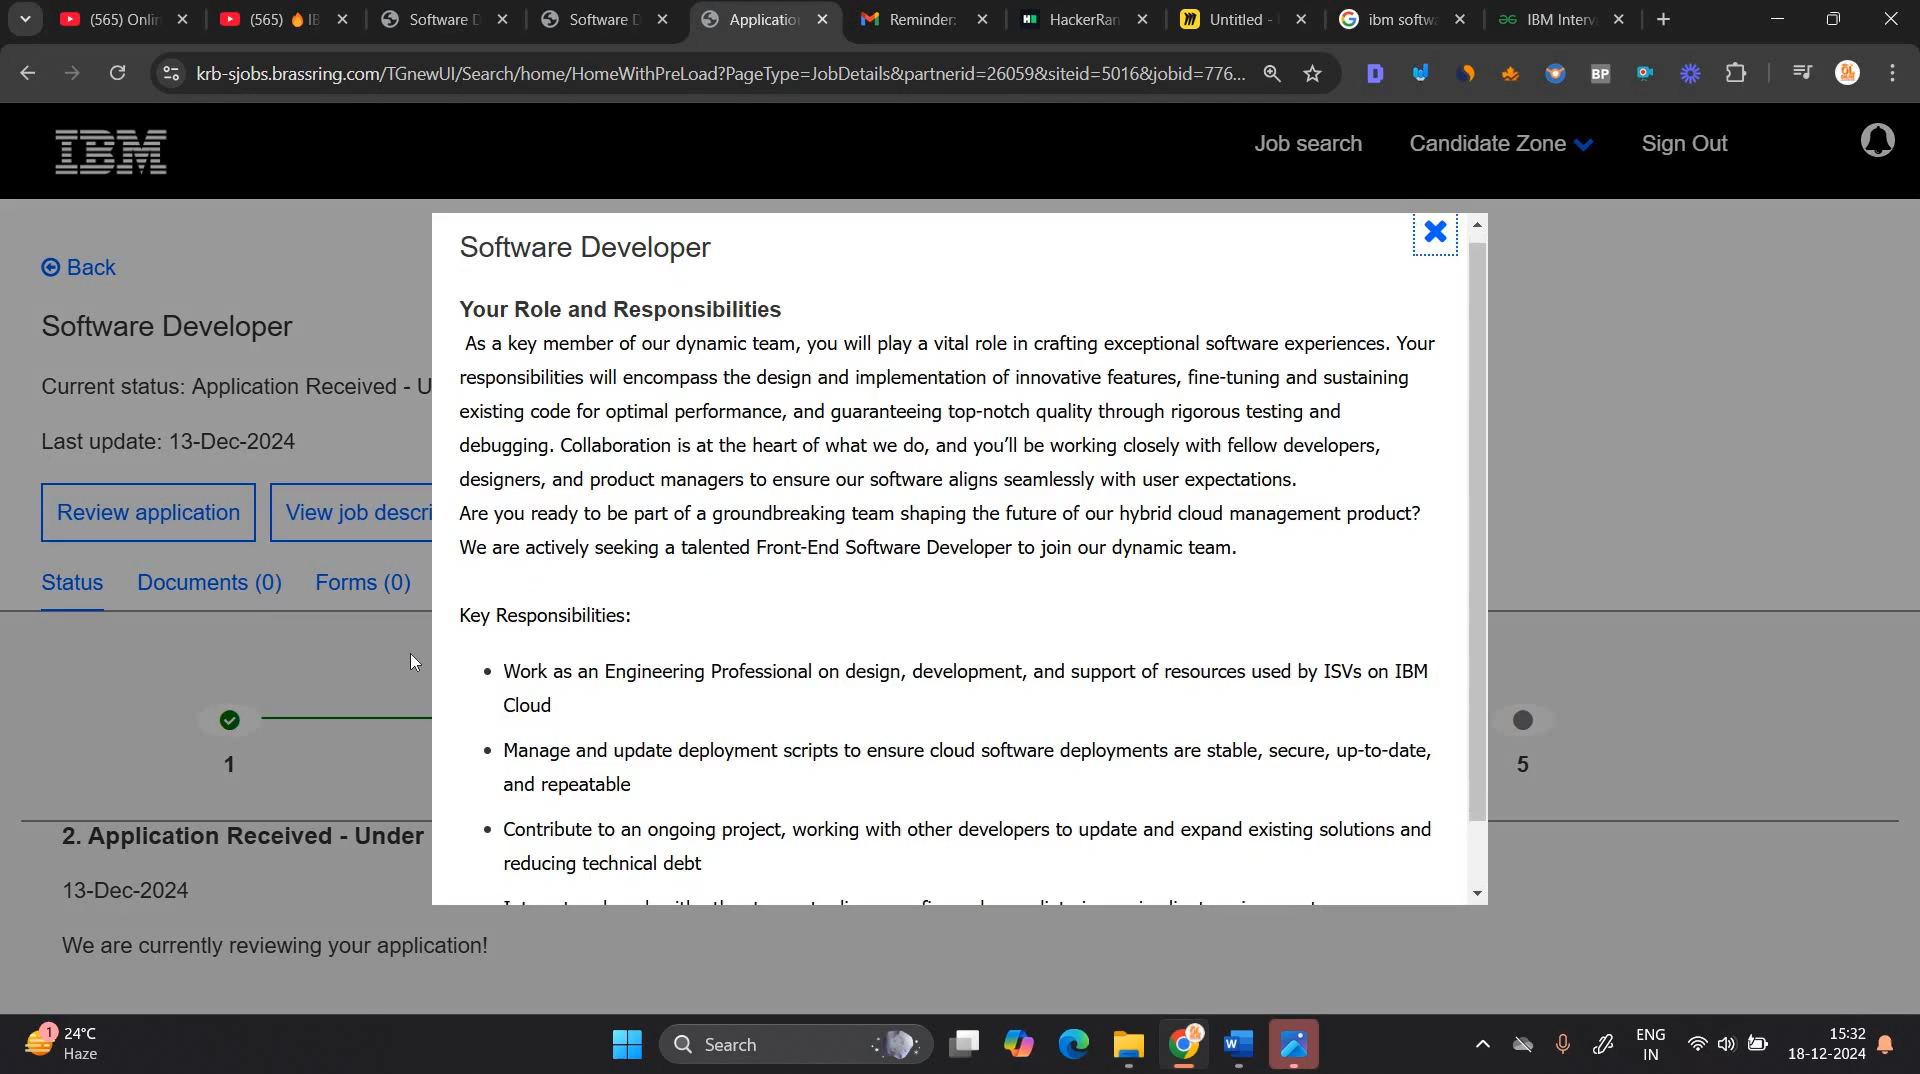 (565) Onlin
(565) 🔥 IB
Software D
Software D
Applicatio
Reminder:
HackerRan
Untitled -
ibm softw
IBM Interv
krb-sjobs.brassring.com/TGnewUI/Search/home/HomeWithPreLoad?PageType=JobDetails&partnerid=26059&siteid=5016&jobid=776...
BP
IBM
Job search
Candidate Zone
Sign Out
Back
Software Developer
Current status: Application Received - U
Last update: 13-Dec-2024
Review application
View job descri
Status
Documents (0)
Forms (0)
1
5
2. Application Received - Under
13-Dec-2024
We are currently reviewing your application!
Software Developer
Your Role and Responsibilities
As a key member of our dynamic team, you will play a vital role in crafting exceptional software experiences. Your
responsibilities will encompass the design and implementation of innovative features, fine-tuning and sustaining
existing code for optimal performance, and guaranteeing top-notch quality through rigorous testing and
debugging. Collaboration is at the heart of what we do, and you'll be working closely with fellow developers,
designers, and product managers to ensure our software aligns seamlessly with user expectations.
Are you ready to be part of a groundbreaking team shaping the future of our hybrid cloud management product?
We are actively seeking a talented Front-End Software Developer to join our dynamic team.
Key Responsibilities:
• Work as an Engineering Professional on design, development, and support of resources used by ISVs on IBM
Cloud
• Manage and update deployment scripts to ensure cloud software deployments are stable, secure, up-to-date,
and repeatable
• Contribute to an ongoing project, working with other developers to update and expand existing solutions and
reducing technical debt
1
24°C
Haze
Search
ENG
IN
15:32
18-12-2024